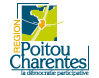 RÉGION
Poitou
Charentes
la démocratie participative